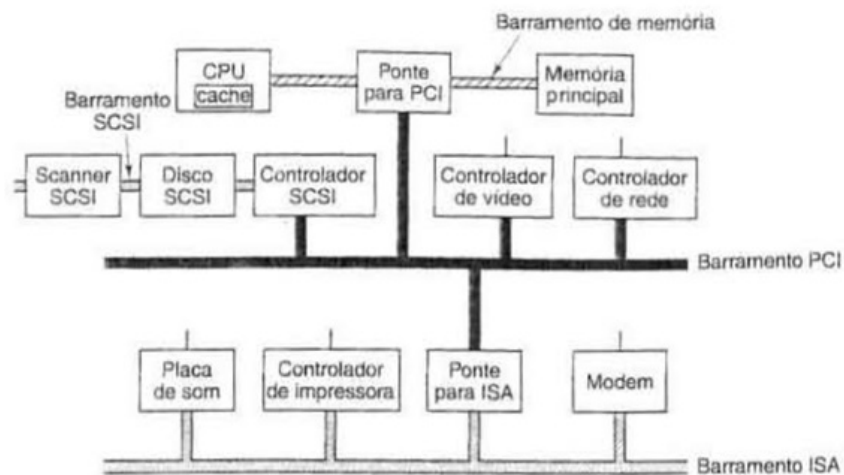 Barramento de memória
CPU
cache
Ponte
para PCI
Memória
principal
Barramento
SCSI
Scanner
SCSI
Disco
SCSI
Controlador
SCSI
Controlador
de vídeo
Controlador
de rede
Barramento PCI
Placa
de som
Controlador
de impressora
Ponte
para ISA
Modem
Barramento ISA